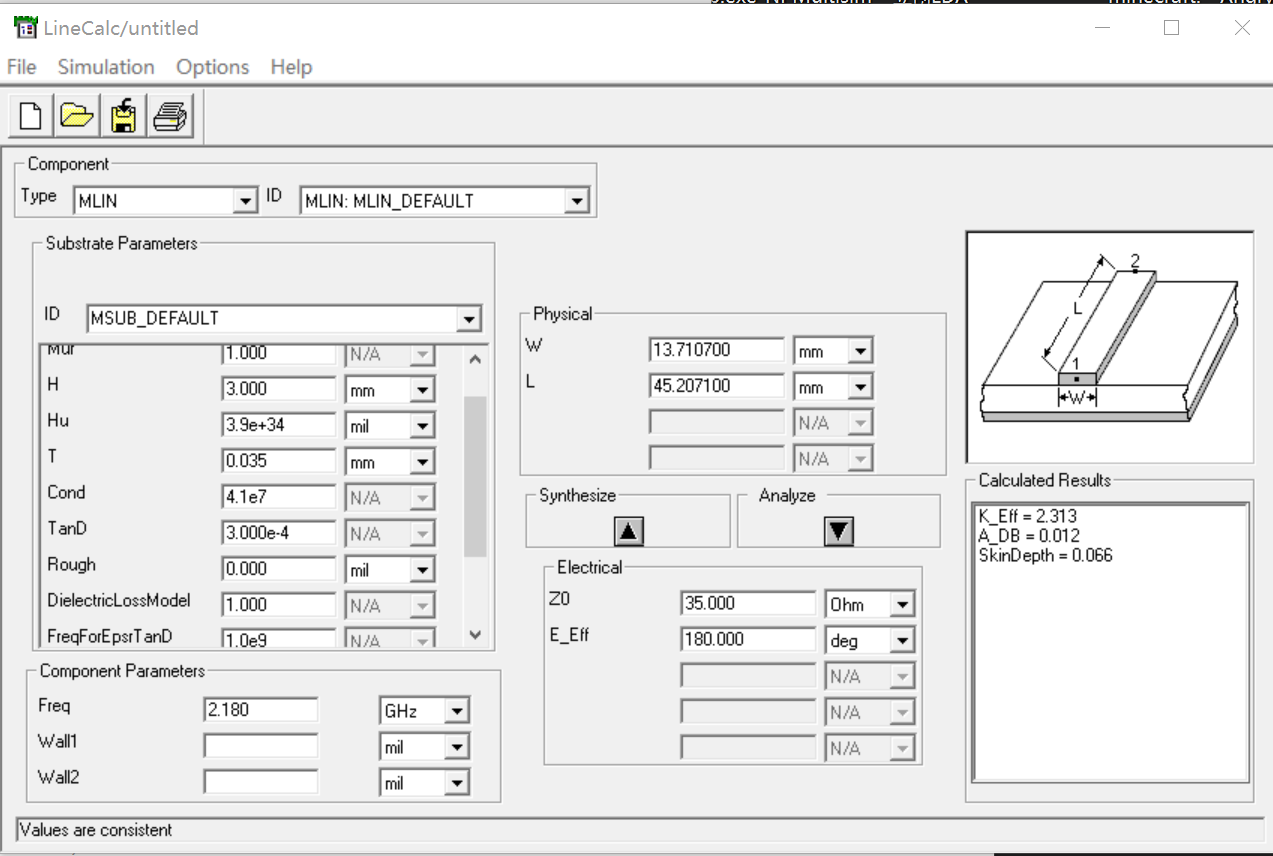 LineCalc/untitled
File Simulation Options Help
Component
Type MLIN ID MLIN: MLIN_DEFAULT
Substrate Parameters
ID MSUB_DEFAULT
Mur 1.000 N/A
H 3.000 mm
Hu 3.9e+34 mil
T 0.035 mm
Cond 4.1e7 N/A
TanD 3.000e-4 N/A
Rough 0.000 mil
DielectricLossModel 1.000 N/A
FreqForEpsrTanD 1.0e9 N/A
Component Parameters
Freq 2.180 GHz
Wall1 mil
Wall2 mil
Physical
W 13.710700 mm
L 45.207100 mm
N/A
N/A
Synthesize Analyze
Electrical
Z0 35.000 Ohm
E_Eff 180.000 deg
N/A
N/A
N/A
2
L
1
W
Calculated Results
K_Eff = 2.313
A_DB = 0.012
SkinDepth = 0.066
Values are consistent